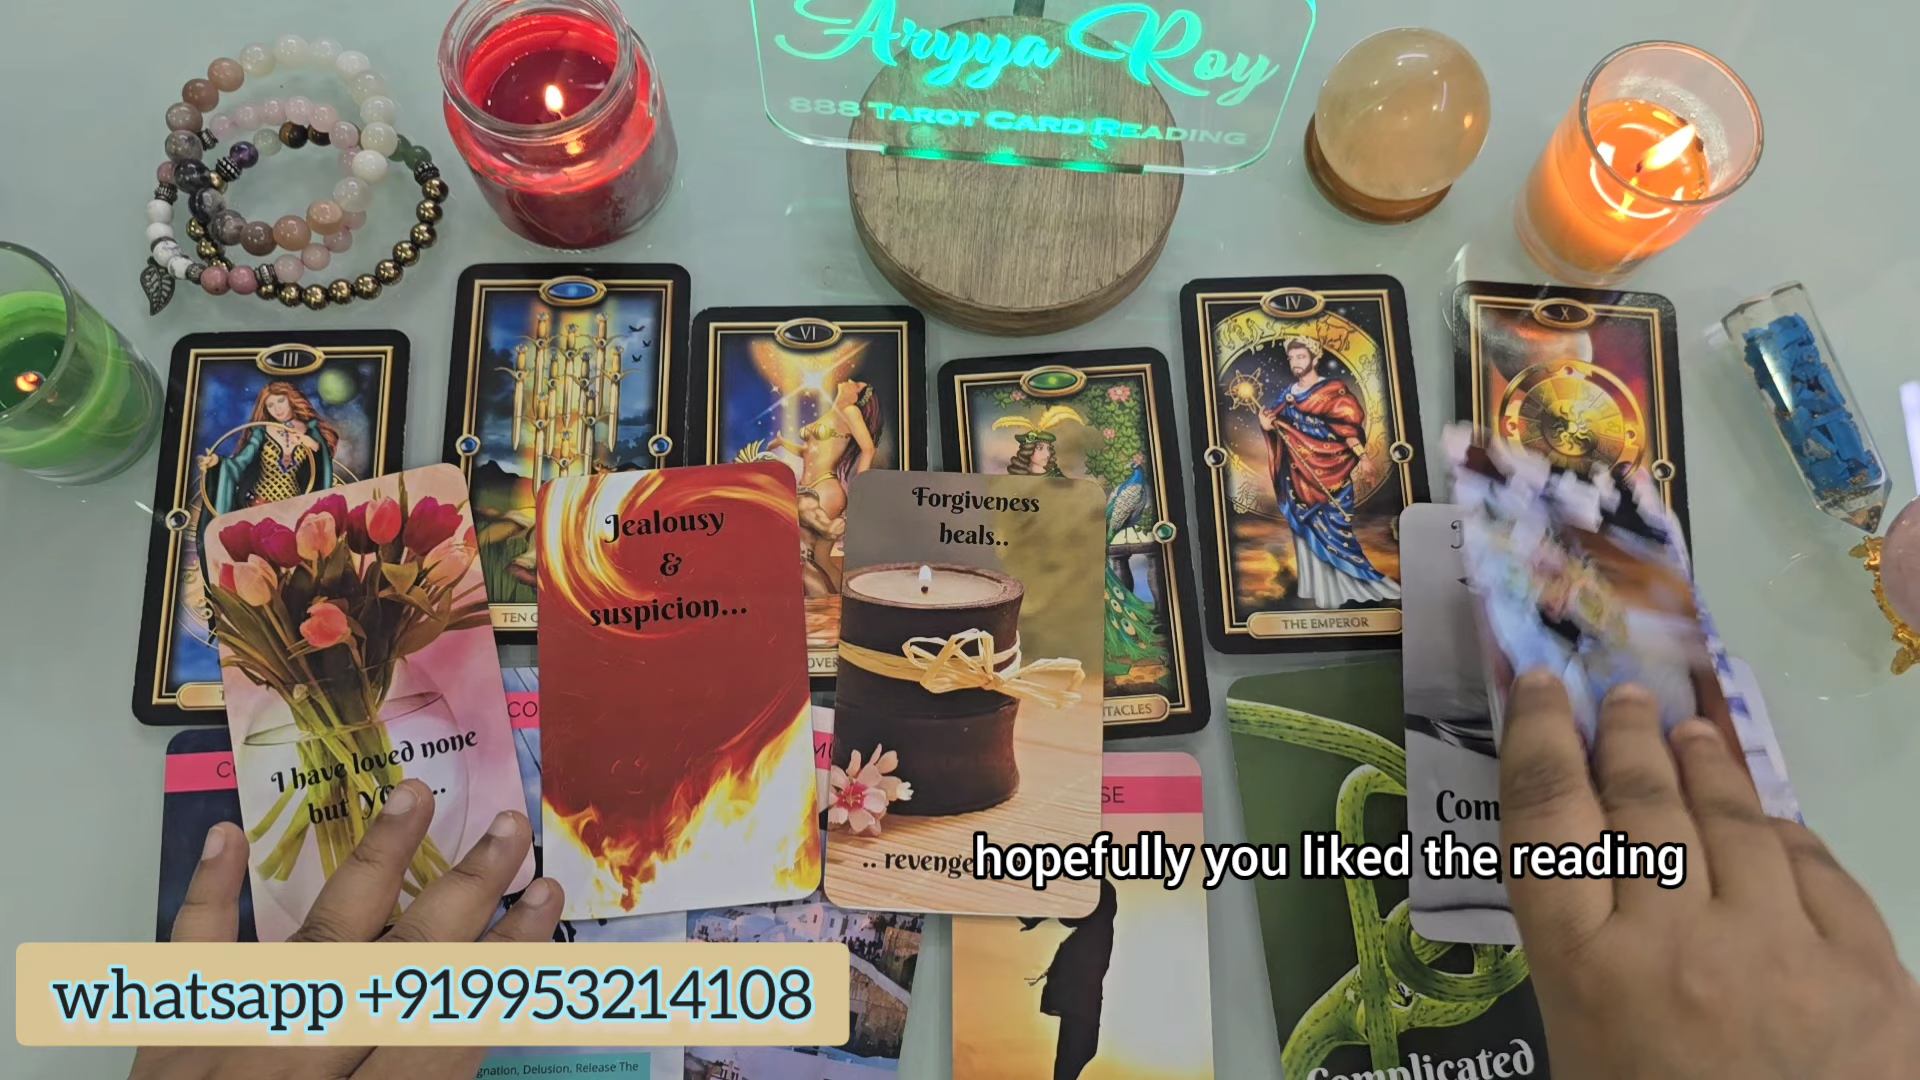 Aryya Roy
888 TAROT CARD READING
III
VI
IV
X
TEN
THE EMPEROR
TACLES
Jealousy
&
suspicion...
Forgiveness
heals..
I have loved none
but
.. revenge
SE
Com
hopefully you liked the reading
whatsapp +919953214108
gnation, Delusion, Release The
Complicated